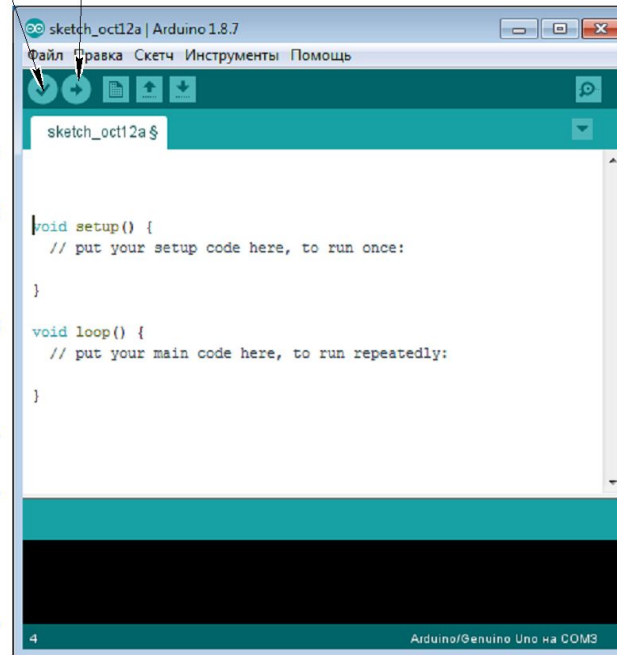 sketch_oct12a | Arduino 1.8.7
Файл Правка Скетч Инструменты Помощь
sketch_oct12a §
void setup() {
  // put your setup code here, to run once:
}
void loop() {
  // put your main code here, to run repeatedly:
}
4
Arduino/Genuino Uno на COM3